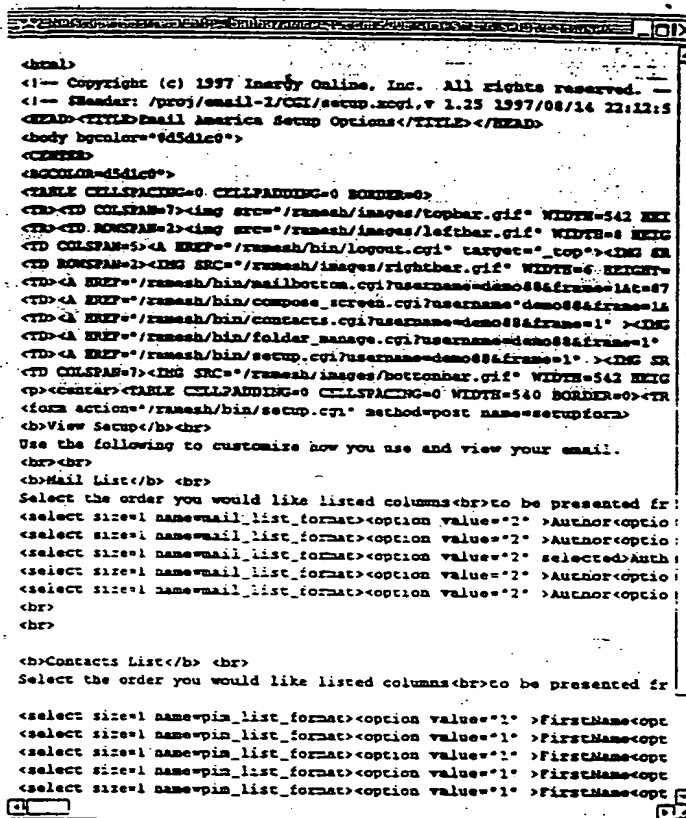 <html>
<!-- Copyright (c) 1997 Inergy Online, Inc. All rights reserved. --
<!-- $Header: /proj/email-2/CGI/setup.xcgi,v 1.25 1997/08/14 22:12:5
<HEAD><TITLE>Email America Setup Options</TITLE></HEAD>
<body bgcolor="#d5d1c0">
<CENTER>
<BGCOLOR=d5d1c0">
<TABLE CELLSPACING=0 CELLPADDING=0 BORDER=0>
<TR><TD COLSPAN=7><img src="/ramesh/images/topbar.gif" WIDTH=542 HEI
<TR><TD ROWSPAN=2><img src="/ramesh/images/leftbar.gif" WIDTH=8 HEIG
<TD COLSPAN=5><A HREF="/ramesh/bin/logout.cgi" target="_top"><IMG SR
<TD ROWSPAN=2><IMG SRC="/ramesh/images/rightbar.gif" WIDTH=6 HEIGHT=
<TD><A HREF="/ramesh/bin/mailbottom.cgi?username=demo88&frame=1&t=87
<TD><A HREF="/ramesh/bin/compose_screen.cgi?username=demo88&frame=1&
<TD><A HREF="/ramesh/bin/contacts.cgi?username=demo88&frame=1" ><IMG
<TD><A HREF="/ramesh/bin/folder_manage.cgi?username=demo88&frame=1"
<TD><A HREF="/ramesh/bin/setup.cgi?username=demo88&frame=1" ><IMG SR
<TD COLSPAN=7><IMG SRC="/ramesh/images/bottombar.gif" WIDTH=542 HEIG
<p><center><TABLE CELLPADDING=0 CELLSPACING=0 WIDTH=540 BORDER=0><TR
<form action="/ramesh/bin/setup.cgi" method=post name=setupform>
<b>View Setup</b><br>
Use the following to customize how you use and view your email.
<br><br>
<b>Mail List</b> <br>
Select the order you would like listed columns<br>to be presented fr
<select size=1 name=mail_list_format><option value="2" >Author<optio
<select size=1 name=mail_list_format><option value="2" >Author<optio
<select size=1 name=mail_list_format><option value="2" selected>Auth
<select size=1 name=mail_list_format><option value="2" >Author<optio
<select size=1 name=mail_list_format><option value="2" >Author<optio
<br>
<br>
<b>Contacts List</b> <br>
Select the order you would like listed columns<br>to be presented fr
<select size=1 name=pim_list_format><option value="1" >FirstName<opt
<select size=1 name=pim_list_format><option value="1" >FirstName<opt
<select size=1 name=pim_list_format><option value="1" >FirstName<opt
<select size=1 name=pim_list_format><option value="1" >FirstName<opt
<select size=1 name=pim_list_format><option value="1" >FirstName<opt